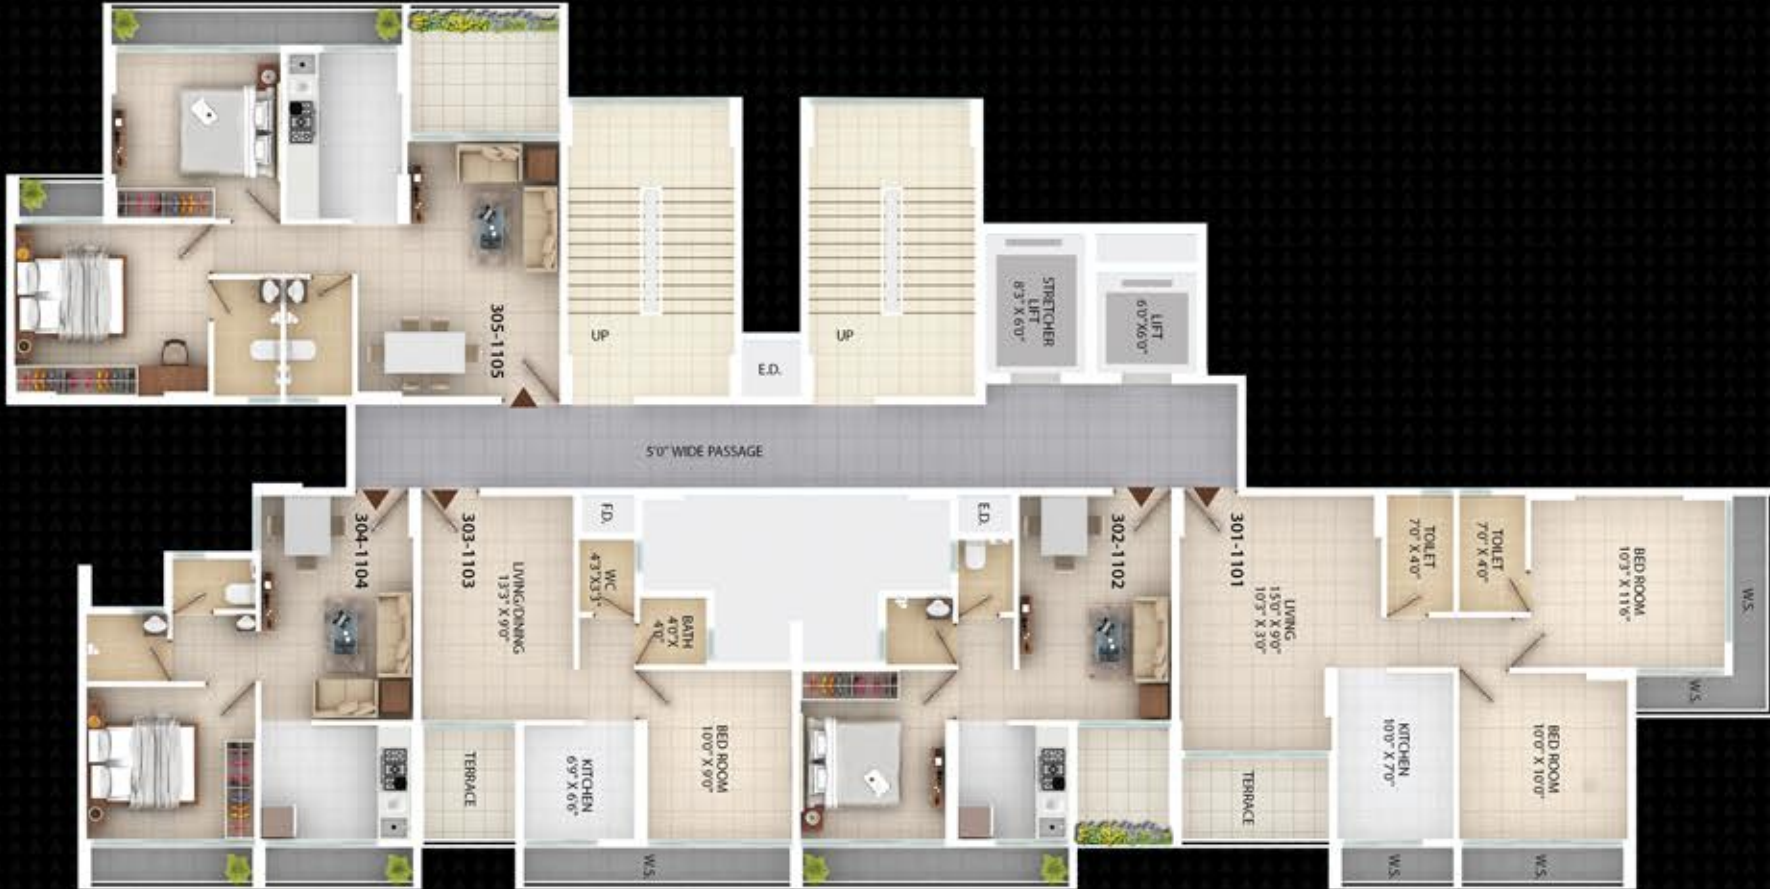 305-1105
UP
E.D.
UP
STRETCHER
LIFT
8'3" X 6'0"
LIFT
6'0"X6'0"
5'0" WIDE PASSAGE
304-1104
303-1103
LIVING/DINING
13'3" X 9'0"
F.D.
WC
4'3"X3'3"
BATH
4'0"X
4'0"
E.D.
302-1102
301-1101
LIVING
15'0" X 9'0"
10'3" X 3'0"
TOILET
7'0" X 4'0"
TOILET
7'0" X 4'0"
BED ROOM
10'3" X 11'6"
W.S.
W.S.
TERRACE
KITCHEN
6'9" X 6'6"
BED ROOM
10'0" X 9'0"
TERRACE
KITCHEN
10'0" X 7'0"
BED ROOM
10'0" X 10'0"
W.S.
W.S.
W.S.